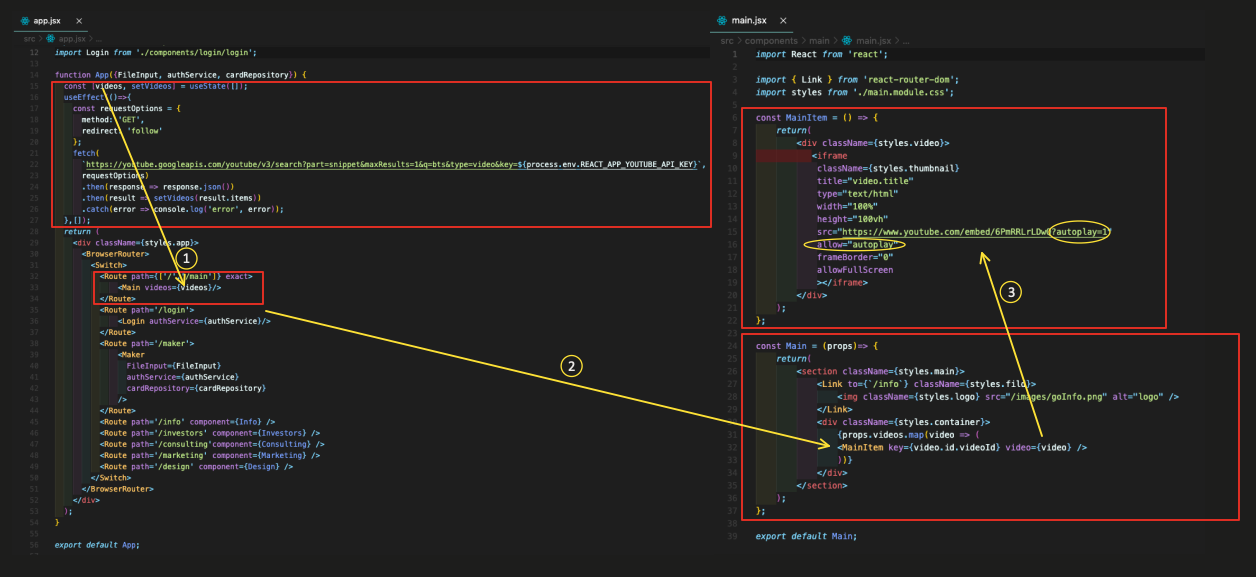 app.jsx ×
src > app.jsx > ...
12 import Login from './components/login/login';
13
14 function App({FileInput, authService, cardRepository}) {
15 const [videos, setVideos] = useState([]);
16 useEffect(()=>{
17 const requestOptions = {
18 method: 'GET',
19 redirect: 'follow'
20 };
21 fetch(
22 `https://youtube.googleapis.com/youtube/v3/search?part=snippet&maxResults=1&q=bts&type=video&key=${process.env.REACT_APP_YOUTUBE_API_KEY}`,
23 requestOptions)
24 .then(response => response.json())
25 .then(result => setVideos(result.items))
26 .catch(error => console.log('error', error));
27 },[]);
28 return (
29 <div className={styles.app}>
30 <BrowserRouter>
31 <Switch>
32 <Route path={['/', '/main']} exact>
33 <Main videos={videos}/>
34 </Route>
35 <Route path='/login'>
36 <Login authService={authService}/>
37 </Route>
38 <Route path='/maker'>
39 <Maker
40 FileInput={FileInput}
41 authService={authService}
42 cardRepository={cardRepository}
43 />
44 </Route>
45 <Route path='/info' component={Info} />
46 <Route path='/investors' component={Investors} />
47 <Route path='/consulting'component={Consulting} />
48 <Route path='/marketing' component={Marketing} />
49 <Route path='/design' component={Design} />
50 </Switch>
51 </BrowserRouter>
52 </div>
53 );
54 }
55
56 export default App;
1
2
main.jsx ×
src > components > main > main.jsx > ...
1 import React from 'react';
2
3 import { Link } from 'react-router-dom';
4 import styles from './main.module.css';
5
6 const MainItem = () => {
7 return(
8 <div className={styles.video}>
9 <iframe
10 className={styles.thumbnail}
11 title="video.title"
12 type="text/html"
13 width="100%"
14 height="100vh"
15 src="https://www.youtube.com/embed/6PmRRLrLDw?autoplay=1"
16 allow="autoplay"
17 frameBorder="0"
18 allowFullScreen
19 ></iframe>
20 </div>
21 );
22 };
23
24 const Main = (props)=> {
25 return(
26 <section className={styles.main}>
27 <Link to={`/info`} className={styles.filo}>
28 <img className={styles.logo} src="/images/goInfo.png" alt="logo" />
29 </Link>
30 <div className={styles.container}>
31 {props.videos.map(video => (
32 <MainItem key={video.id.videoId} video={video} />
33 ))}
34 </div>
35 </section>
36 );
37 };
38
39 export default Main;
3